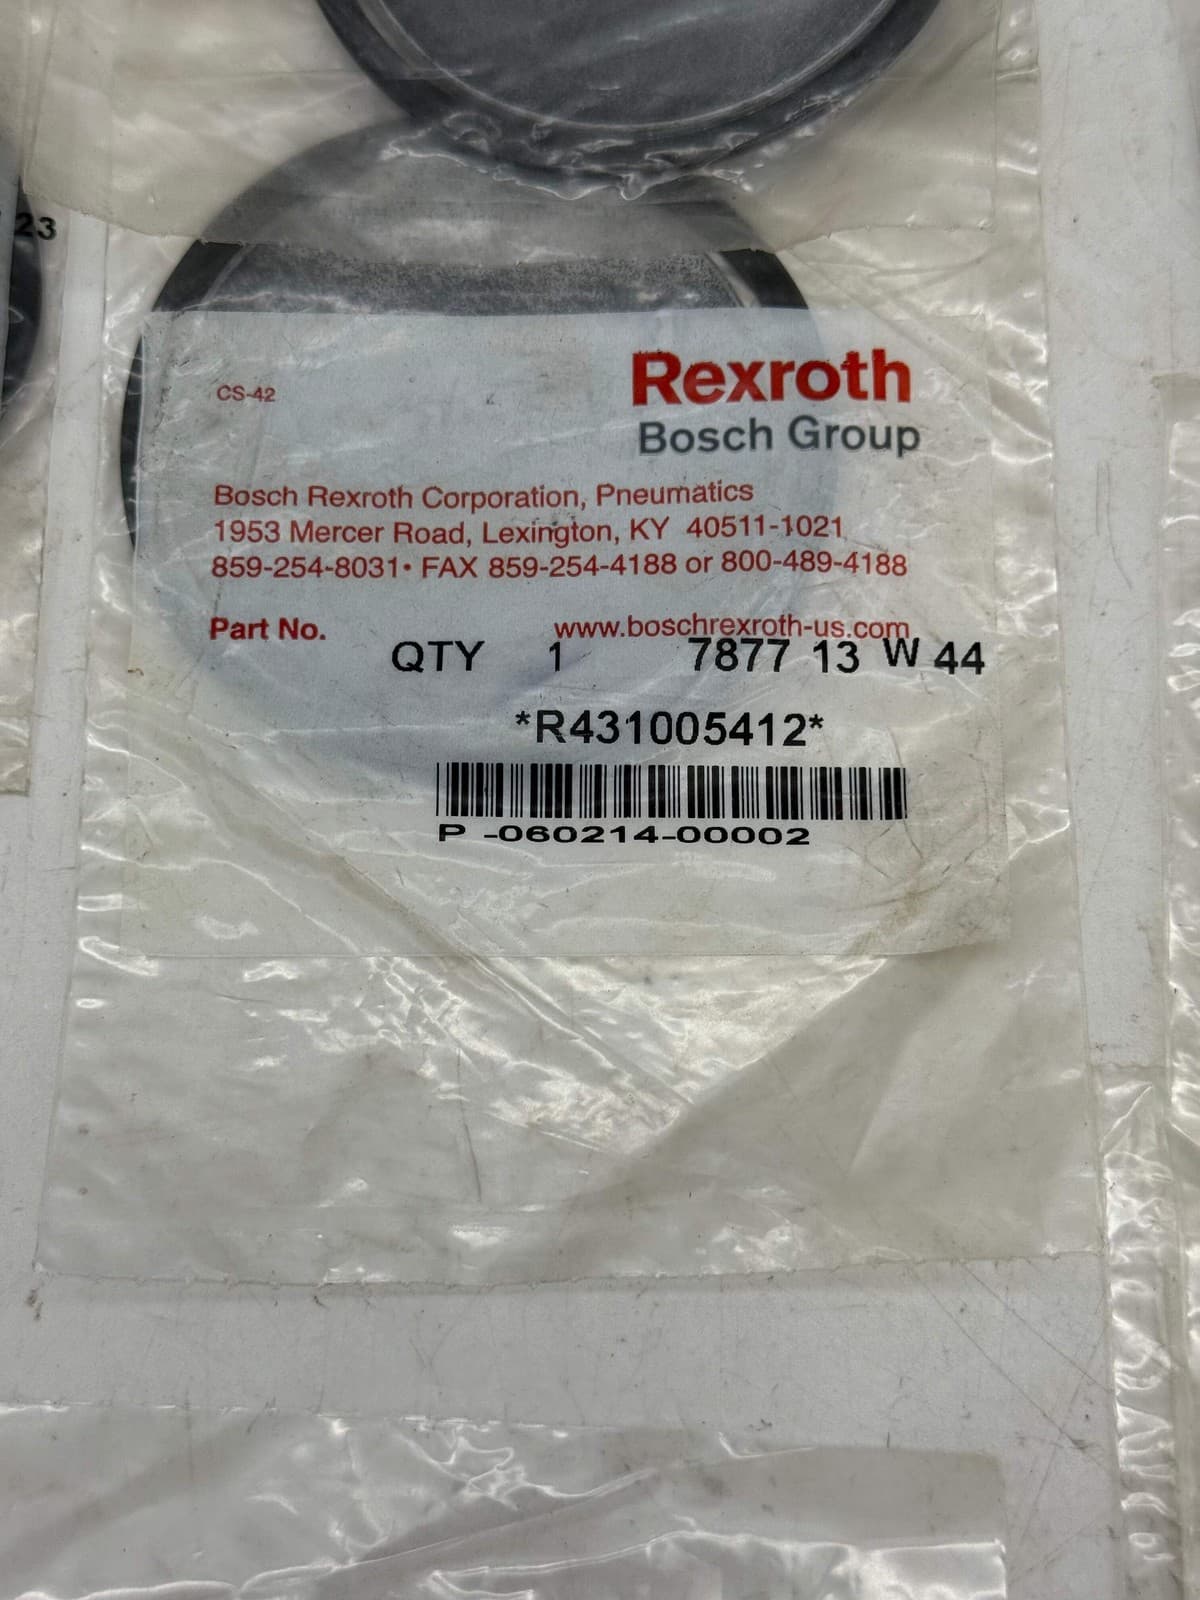 23
Rexroth
CS-42
Bosch Group
Bosch Rexroth Corporation, Pneumatics
1953 Mercer Road, Lexington, KY 40511-1021
859-254-8031• FAX 859-254-4188 or 800-489-4188
Part No. www.boschrexroth-us.com
QTY 1 7877 13 W 44
*R431005412*
P -060214-00002